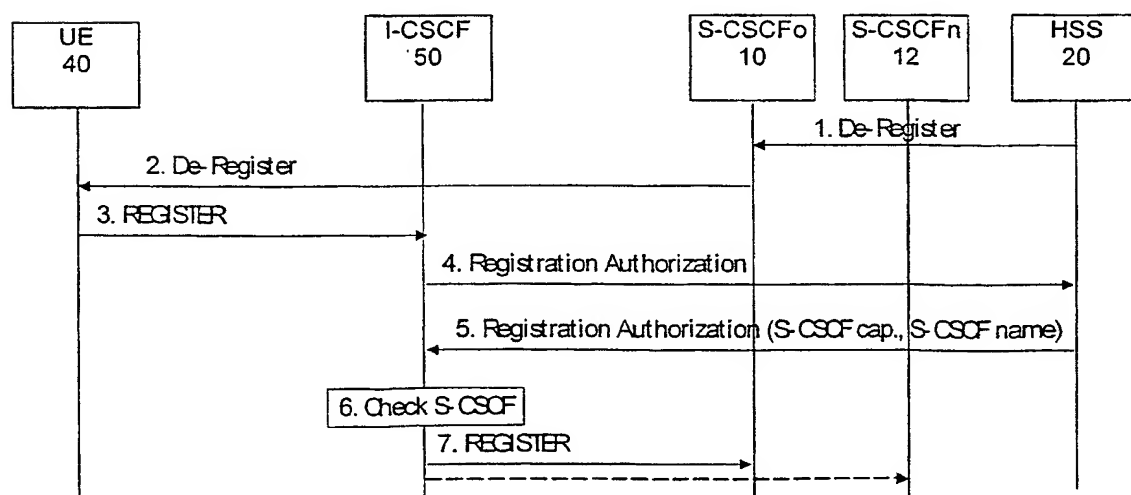 UE
40
I-CSCF
50
S-CSCFo
10
S-CSCFn
12
HSS
20
1. De-Register
2. De-Register
3. REGISTER
4. Registration Authorization
5. Registration Authorization (S-CSCF cap., S-CSCF name)
6. Check S-CSCF
7. REGISTER